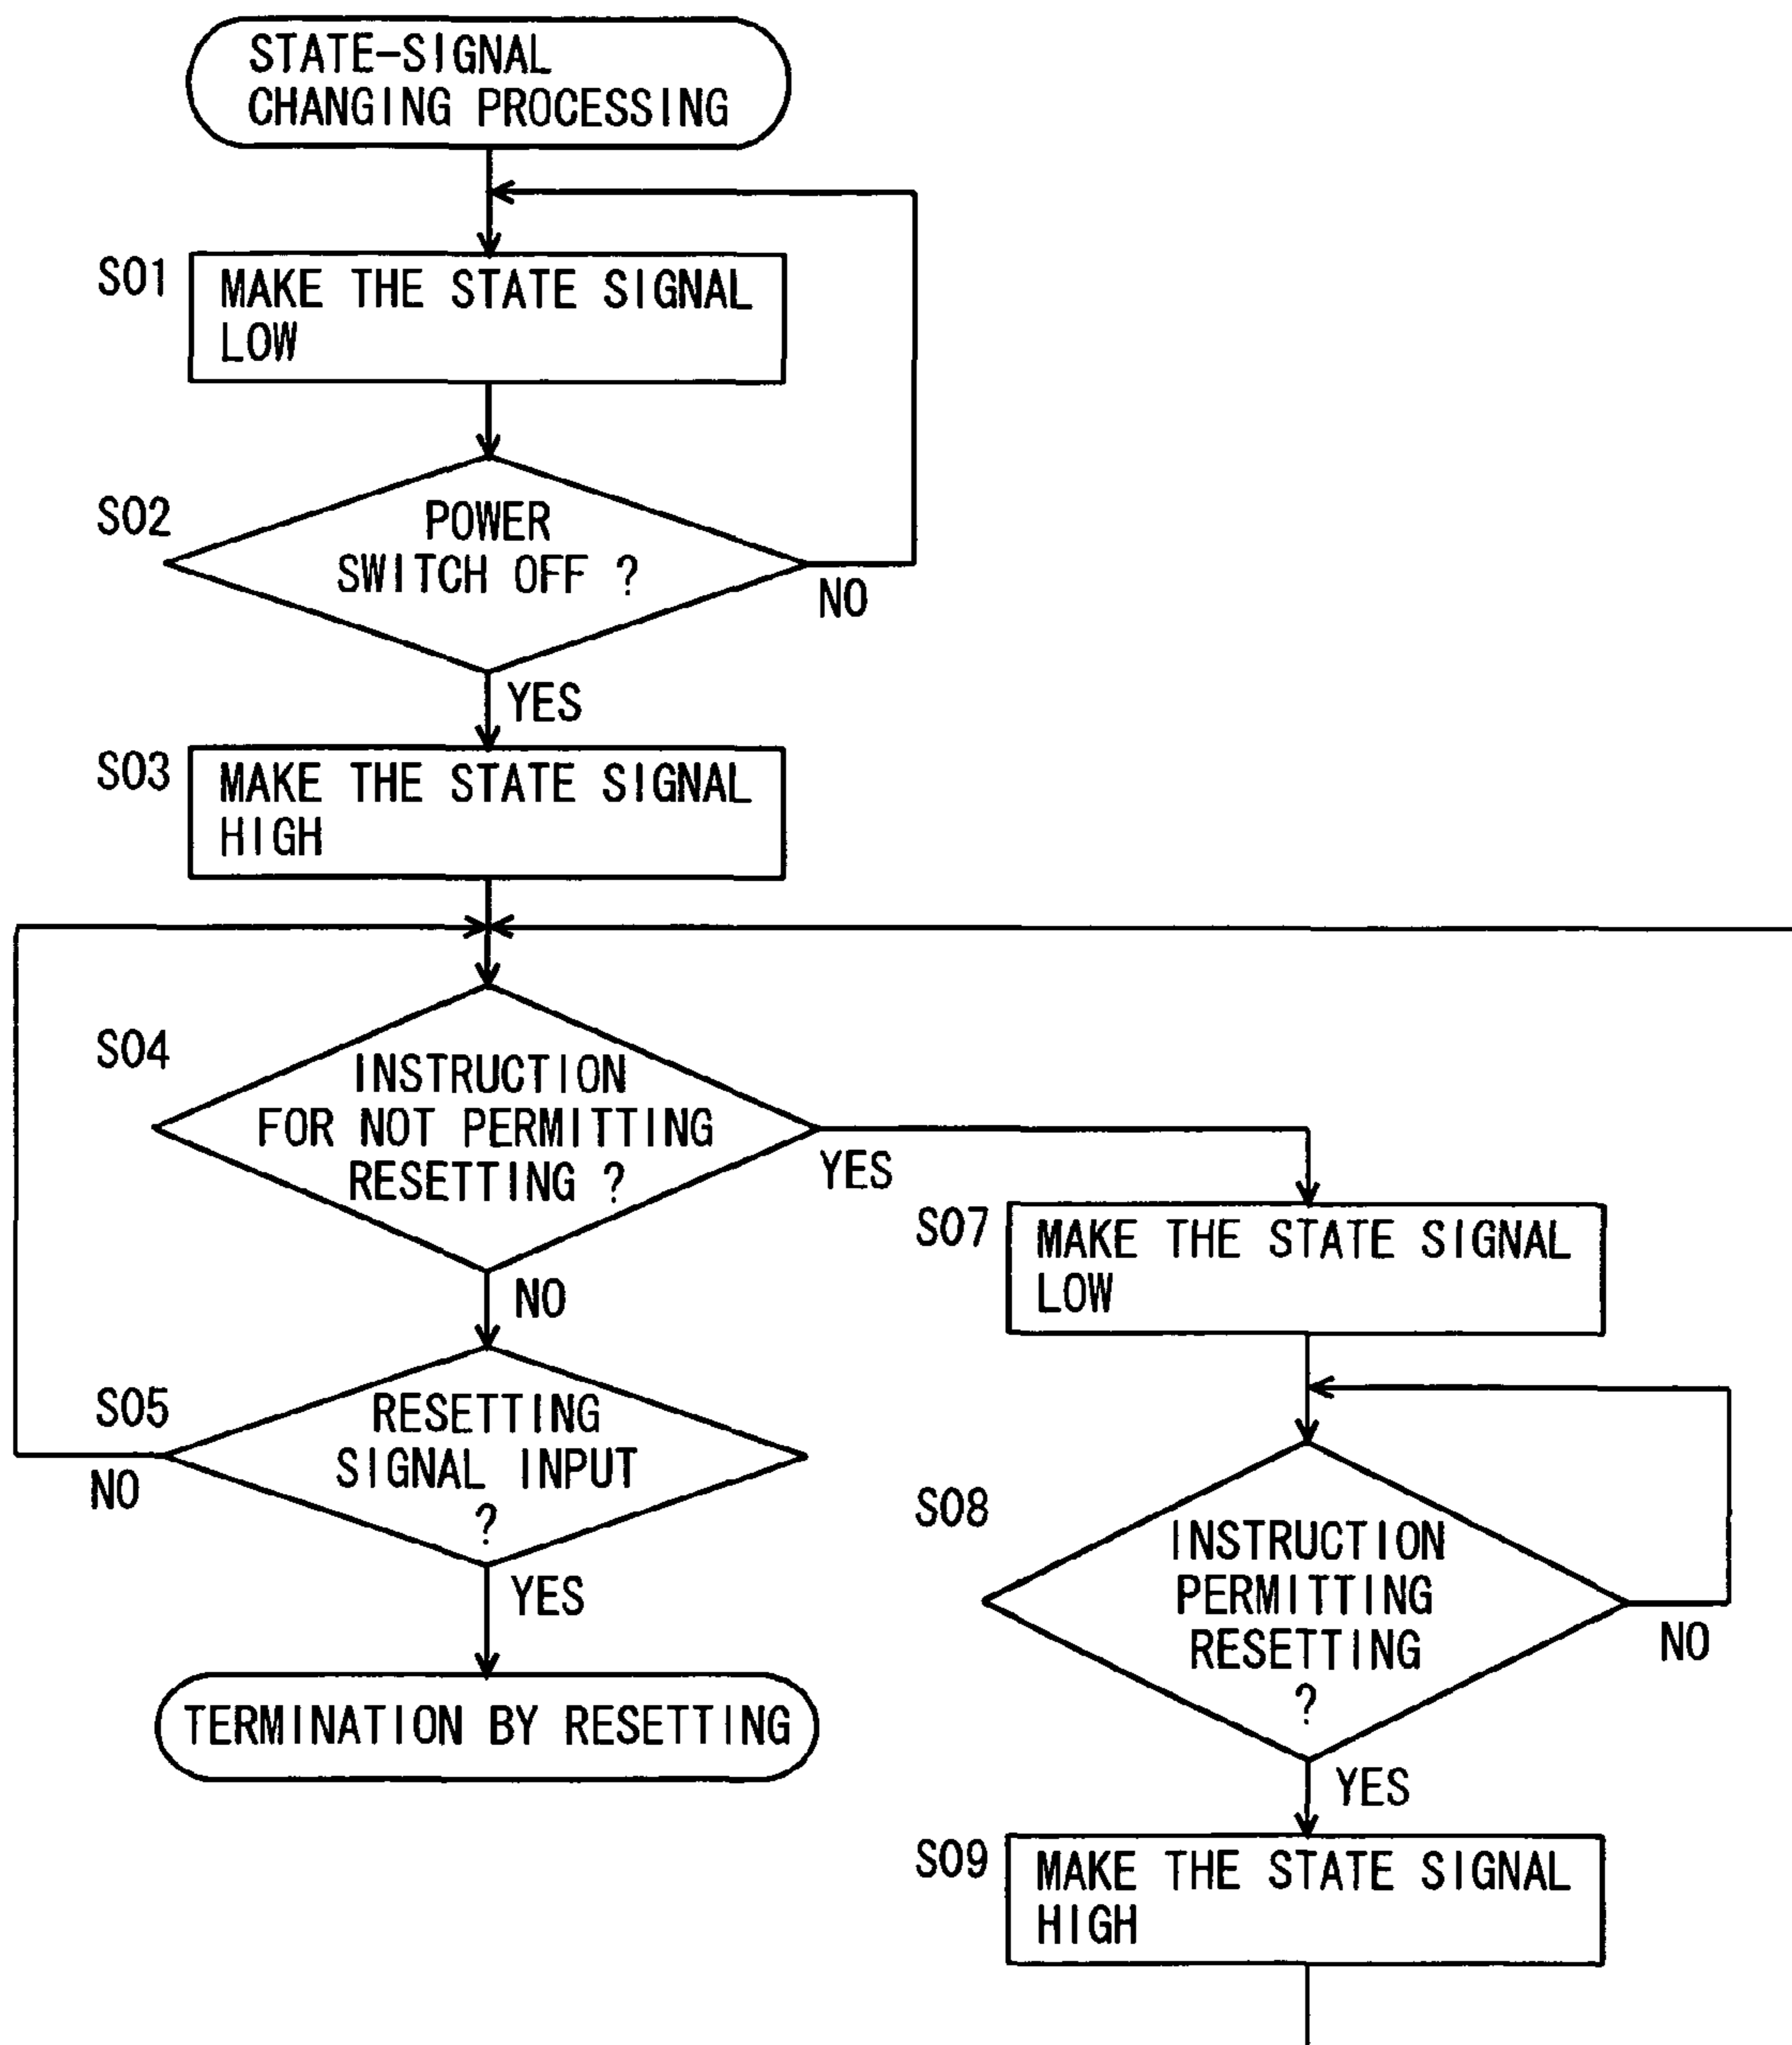 STATE-SIGNAL
CHANGING PROCESSING
S01
MAKE THE STATE SIGNAL
LOW
S02
POWER
SWITCH OFF ?
NO
YES
S03
MAKE THE STATE SIGNAL
HIGH
S04
INSTRUCTION
FOR NOT PERMITTING
RESETTING ?
YES
NO
S05
RESETTING
SIGNAL INPUT
?
NO
YES
TERMINATION BY RESETTING
S07
MAKE THE STATE SIGNAL
LOW
S08
INSTRUCTION
PERMITTING
RESETTING
?
NO
YES
S09
MAKE THE STATE SIGNAL
HIGH